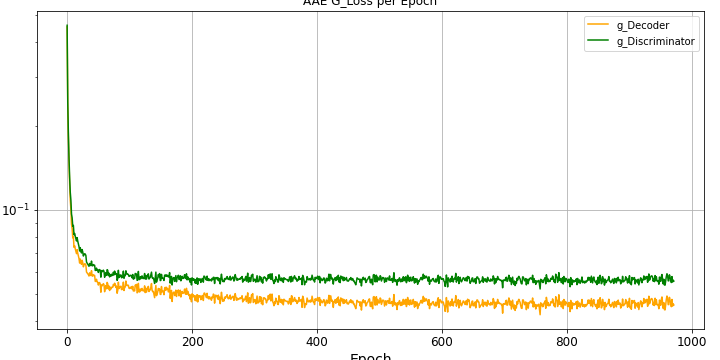 AAE G_Loss per Epoch
g_Decoder
g_Discriminator
10⁻¹
0 200 400 600 800 1000
Epoch